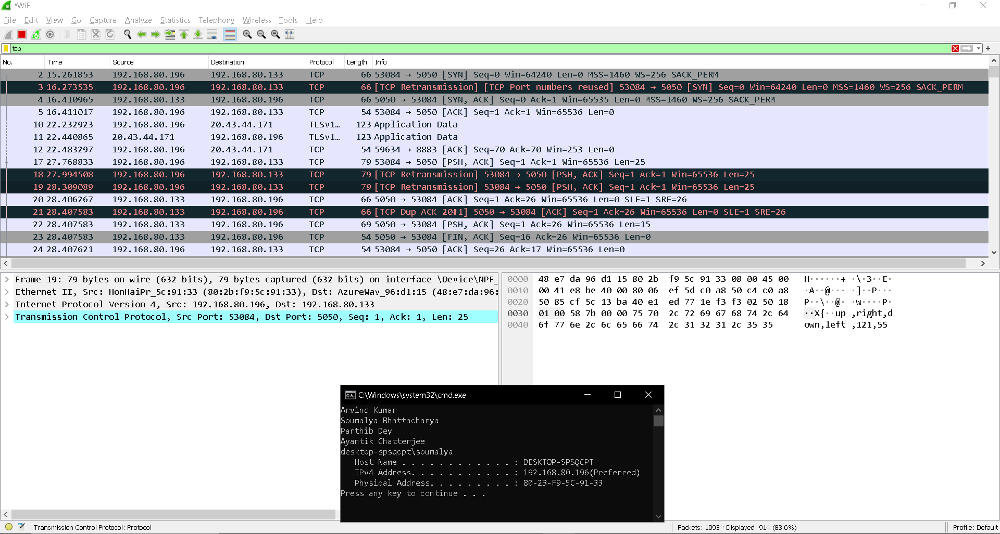 *WiFi
File Edit View Go Capture Analyze Statistics Telephony Wireless Tools Help
tcp
No. Time Source Destination Protocol Length Info
2 15.261853 192.168.80.196 192.168.80.133 TCP 66 53084 → 5050 [SYN] Seq=0 Win=64240 Len=0 MSS=1460 WS=256 SACK_PERM
3 16.273535 192.168.80.196 192.168.80.133 TCP 66 [TCP Retransmission] [TCP Port numbers reused] 53084 → 5050 [SYN] Seq=0 Win=64240 Len=0 MSS=1460 WS=256 SACK_PERM
4 16.410965 192.168.80.133 192.168.80.196 TCP 66 5050 → 53084 [SYN, ACK] Seq=0 Ack=1 Win=65535 Len=0 MSS=1460 WS=256 SACK_PERM
5 16.411017 192.168.80.196 192.168.80.133 TCP 54 53084 → 5050 [ACK] Seq=1 Ack=1 Win=65536 Len=0
10 22.232923 192.168.80.196 20.43.44.171 TLSv1… 123 Application Data
11 22.440865 20.43.44.171 192.168.80.196 TLSv1… 123 Application Data
12 22.483297 192.168.80.196 20.43.44.171 TCP 54 59634 → 8883 [ACK] Seq=70 Ack=70 Win=253 Len=0
17 27.768833 192.168.80.196 192.168.80.133 TCP 79 53084 → 5050 [PSH, ACK] Seq=1 Ack=1 Win=65536 Len=25
18 27.994508 192.168.80.196 192.168.80.133 TCP 79 [TCP Retransmission] 53084 → 5050 [PSH, ACK] Seq=1 Ack=1 Win=65536 Len=25
19 28.309089 192.168.80.196 192.168.80.133 TCP 79 [TCP Retransmission] 53084 → 5050 [PSH, ACK] Seq=1 Ack=1 Win=65536 Len=25
20 28.406267 192.168.80.133 192.168.80.196 TCP 66 5050 → 53084 [ACK] Seq=1 Ack=26 Win=65536 Len=0 SLE=1 SRE=26
21 28.407583 192.168.80.133 192.168.80.196 TCP 66 [TCP Dup ACK 20#1] 5050 → 53084 [ACK] Seq=1 Ack=26 Win=65536 Len=0 SLE=1 SRE=26
22 28.407583 192.168.80.133 192.168.80.196 TCP 69 5050 → 53084 [PSH, ACK] Seq=1 Ack=26 Win=65536 Len=15
23 28.407583 192.168.80.133 192.168.80.196 TCP 54 5050 → 53084 [FIN, ACK] Seq=16 Ack=26 Win=65536 Len=0
24 28.407621 192.168.80.196 192.168.80.133 TCP 54 53084 → 5050 [ACK] Seq=26 Ack=17 Win=65536 Len=0
Frame 19: 79 bytes on wire (632 bits), 79 bytes captured (632 bits) on interface \Device\NPF_
Ethernet II, Src: HonHaiPr_5c:91:33 (80:2b:f9:5c:91:33), Dst: AzureWav_96:d1:15 (48:e7:da:96:
Internet Protocol Version 4, Src: 192.168.80.196, Dst: 192.168.80.133
Transmission Control Protocol, Src Port: 53084, Dst Port: 5050, Seq: 1, Ack: 1, Len: 25
0000 48 e7 da 96 d1 15 80 2b f9 5c 91 33 08 00 45 00 H······+ ·\·3··E·
0010 00 41 e8 be 40 00 80 06 ef 5d c0 a8 50 c4 c0 a8 ·A··@··· ·]··P···
0020 50 85 cf 5c 13 ba 40 e1 ed 77 1e f3 f3 02 50 18 P··\··@· ·w····P·
0030 01 00 58 7b 00 00 75 70 2c 72 69 67 68 74 2c 64 ··X{··up ,right,d
0040 6f 77 6e 2c 6c 65 66 74 2c 31 32 31 2c 35 35 own,left ,121,55
C:\Windows\system32\cmd.exe
Arvind Kumar
Soumalya Bhattacharya
Parthib Dey
Ayantik Chatterjee
desktop-spsqcpt\soumalya
Host Name . . . . . . . . . . . . : DESKTOP-SPSQCPT
IPv4 Address. . . . . . . . . . . : 192.168.80.196(Preferred)
Physical Address. . . . . . . . . : 80-2B-F9-5C-91-33
Press any key to continue . . .
Transmission Control Protocol: Protocol
Packets: 1093 · Displayed: 914 (83.6%)
Profile: Default